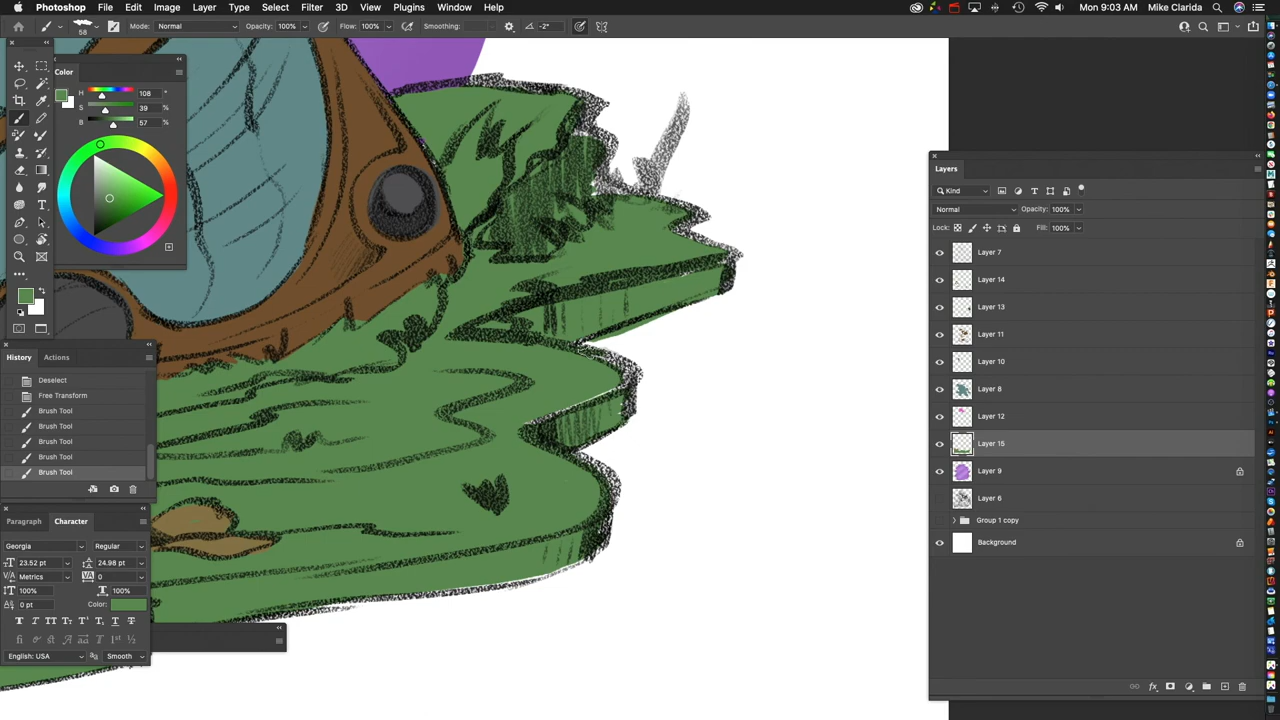 Photoshop File Edit Image Layer Type Select Filter 3D View Plugins Window Help Mon 9:03 AM Mike Clarida
58 Mode: Normal Opacity: 100% Flow: 100% Smoothing: -2°
Color
H 108 °
S 39 %
B 57 %
History Actions
Deselect
Free Transform
Brush Tool
Brush Tool
Brush Tool
Brush Tool
Brush Tool
Paragraph Character
Georgia Regular
23.52 pt 24.98 pt
Metrics 0
100% 100%
0 pt Color:
English: USA Smooth
Layers
Kind
Normal Opacity: 100%
Lock: Fill: 100%
Layer 7
Layer 14
Layer 13
Layer 11
Layer 10
Layer 8
Layer 12
Layer 15
Layer 9
Layer 6
Group 1 copy
Background